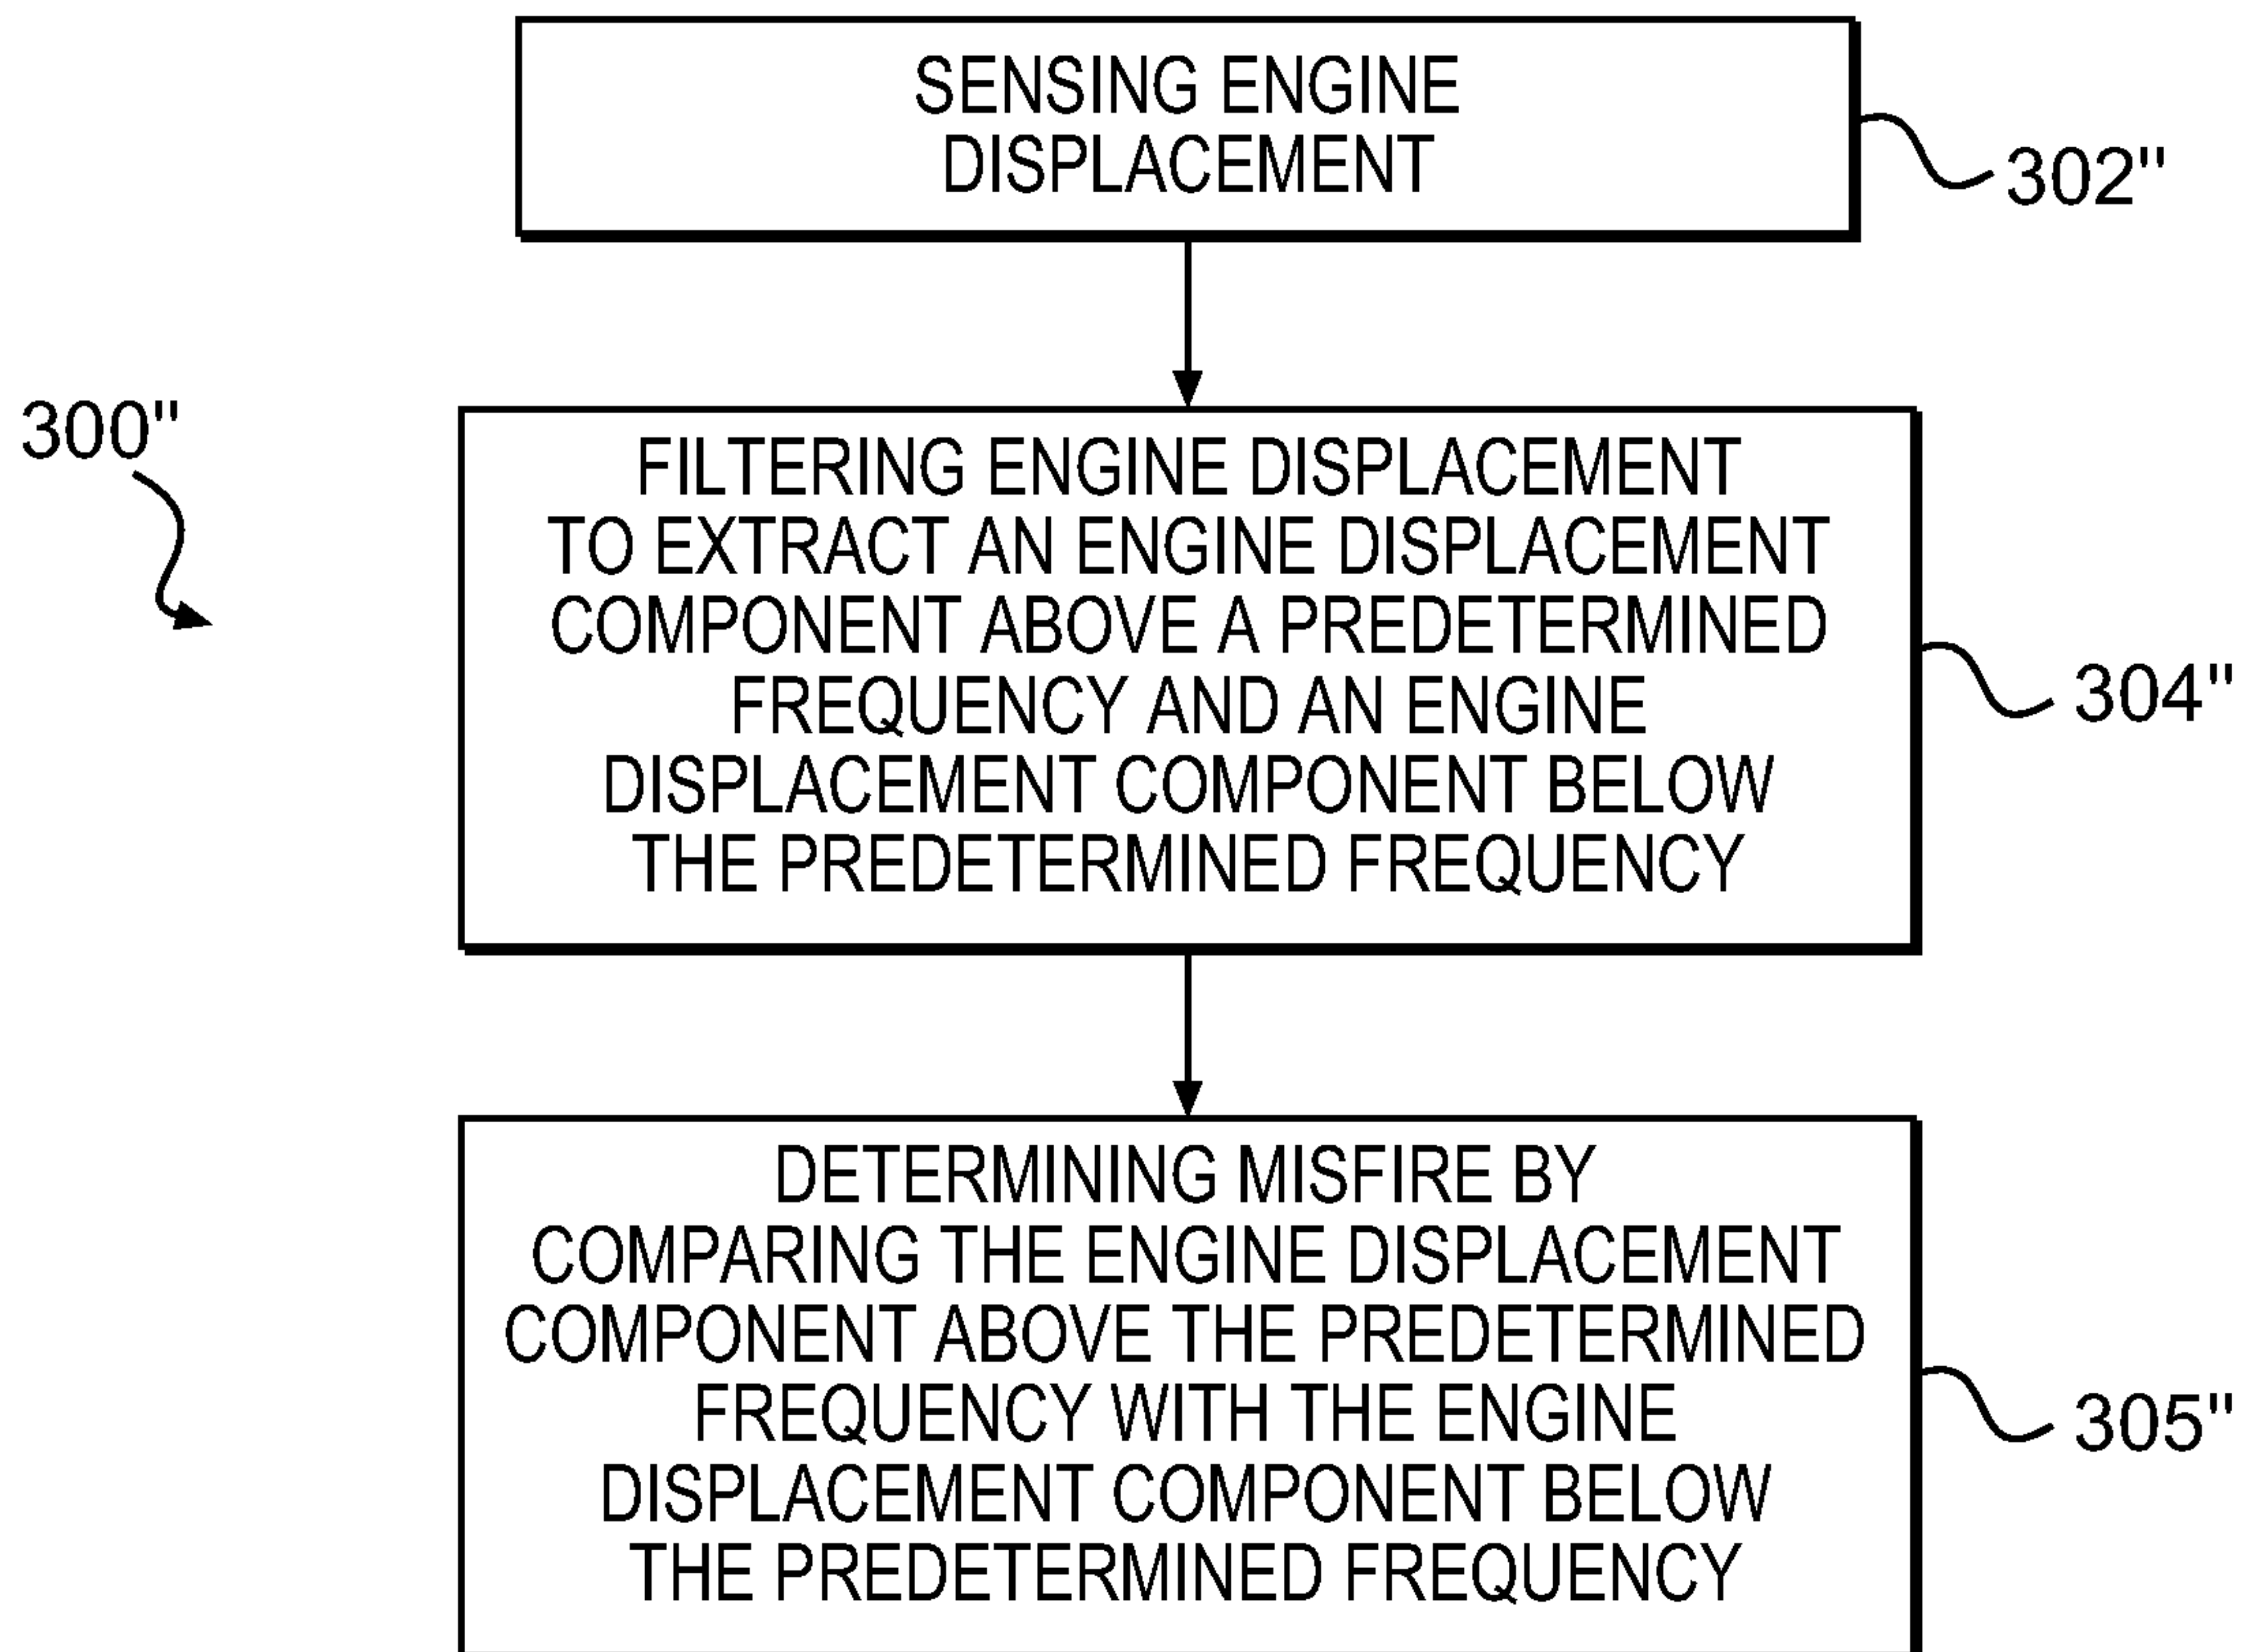 SENSING ENGINE
DISPLACEMENT
302"
300"
FILTERING ENGINE DISPLACEMENT
TO EXTRACT AN ENGINE DISPLACEMENT
COMPONENT ABOVE A PREDETERMINED
FREQUENCY AND AN ENGINE
DISPLACEMENT COMPONENT BELOW
THE PREDETERMINED FREQUENCY
304"
DETERMINING MISFIRE BY
COMPARING THE ENGINE DISPLACEMENT
COMPONENT ABOVE THE PREDETERMINED
FREQUENCY WITH THE ENGINE
DISPLACEMENT COMPONENT BELOW
THE PREDETERMINED FREQUENCY
305"